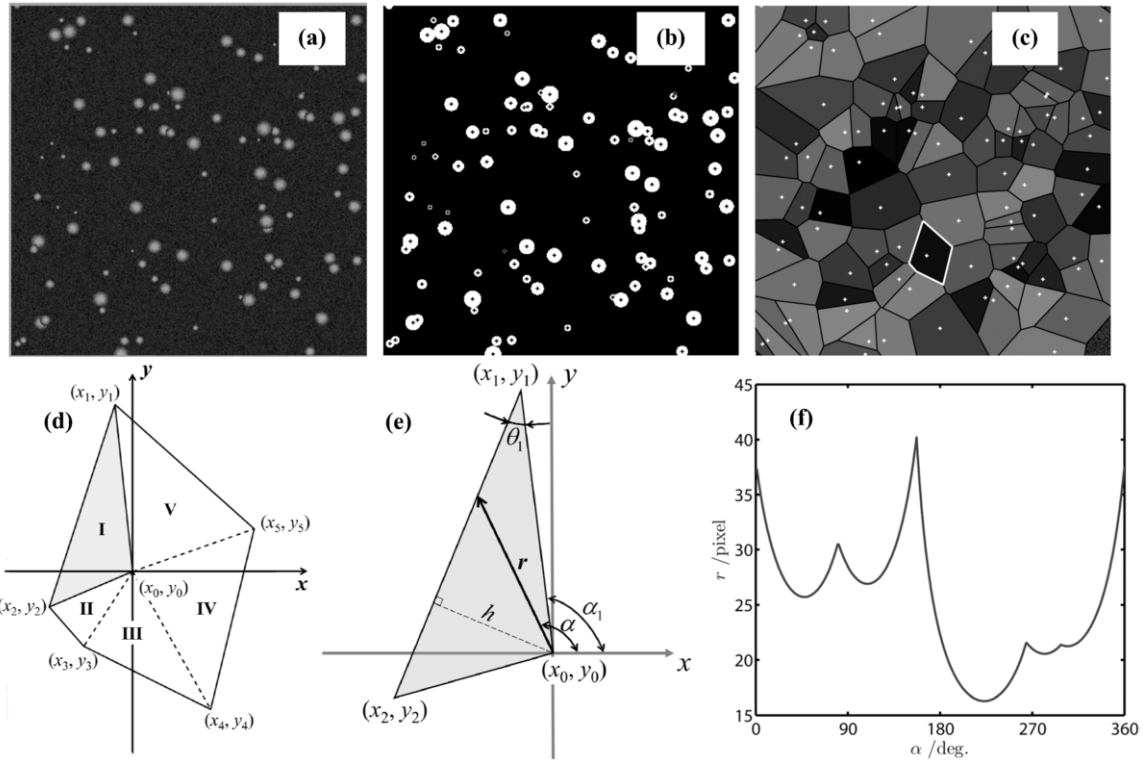 (a)
(b)
(c)
(d)
y
(x₁, y₁)
I
V
(x₅, y₅)
x
(x₀, y₀)
(x₂, y₂)
II
IV
III
(x₃, y₃)
(x₄, y₄)
(e)
(x₁, y₁)
y
θ₁
r
h
α₁
α
x
(x₀, y₀)
(x₂, y₂)
(f)
r /pixel
45
40
35
30
25
20
15
0 90 180 270 360
α /deg.